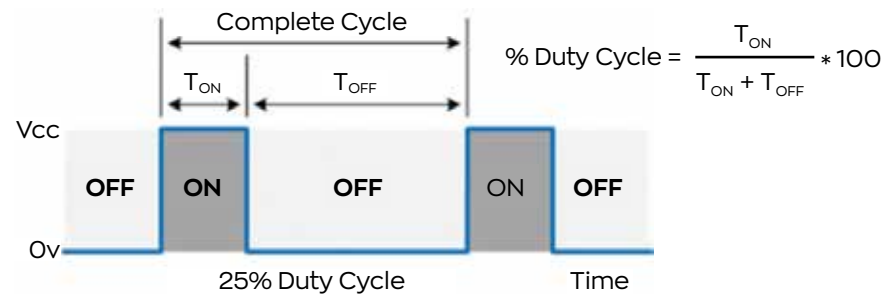 Complete Cycle
% Duty Cycle = T_ON / (T_ON + T_OFF) * 100
T_ON T_OFF
Vcc
OFF ON OFF ON OFF
0v
25% Duty Cycle Time